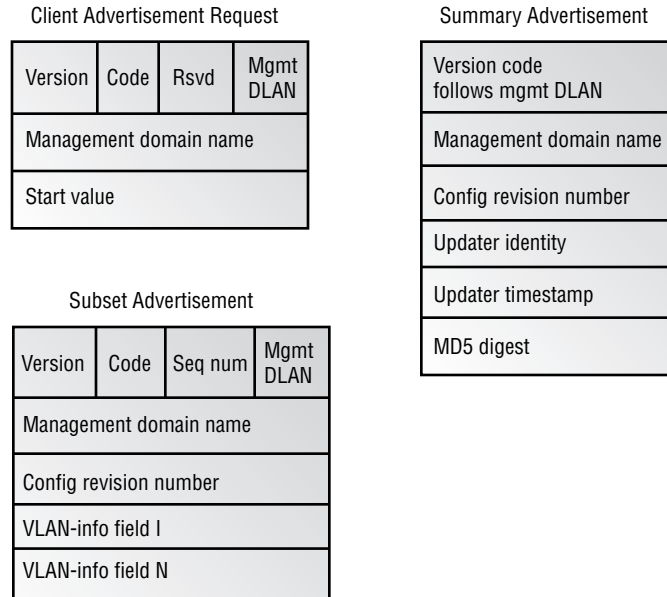 Client Advertisement Request
Version Code Rsvd Mgmt
DLAN
Management domain name
Start value
Summary Advertisement
Version code
follows mgmt DLAN
Management domain name
Config revision number
Updater identity
Updater timestamp
MD5 digest
Subset Advertisement
Version Code Seq num Mgmt
DLAN
Management domain name
Config revision number
VLAN-info field I
VLAN-info field N